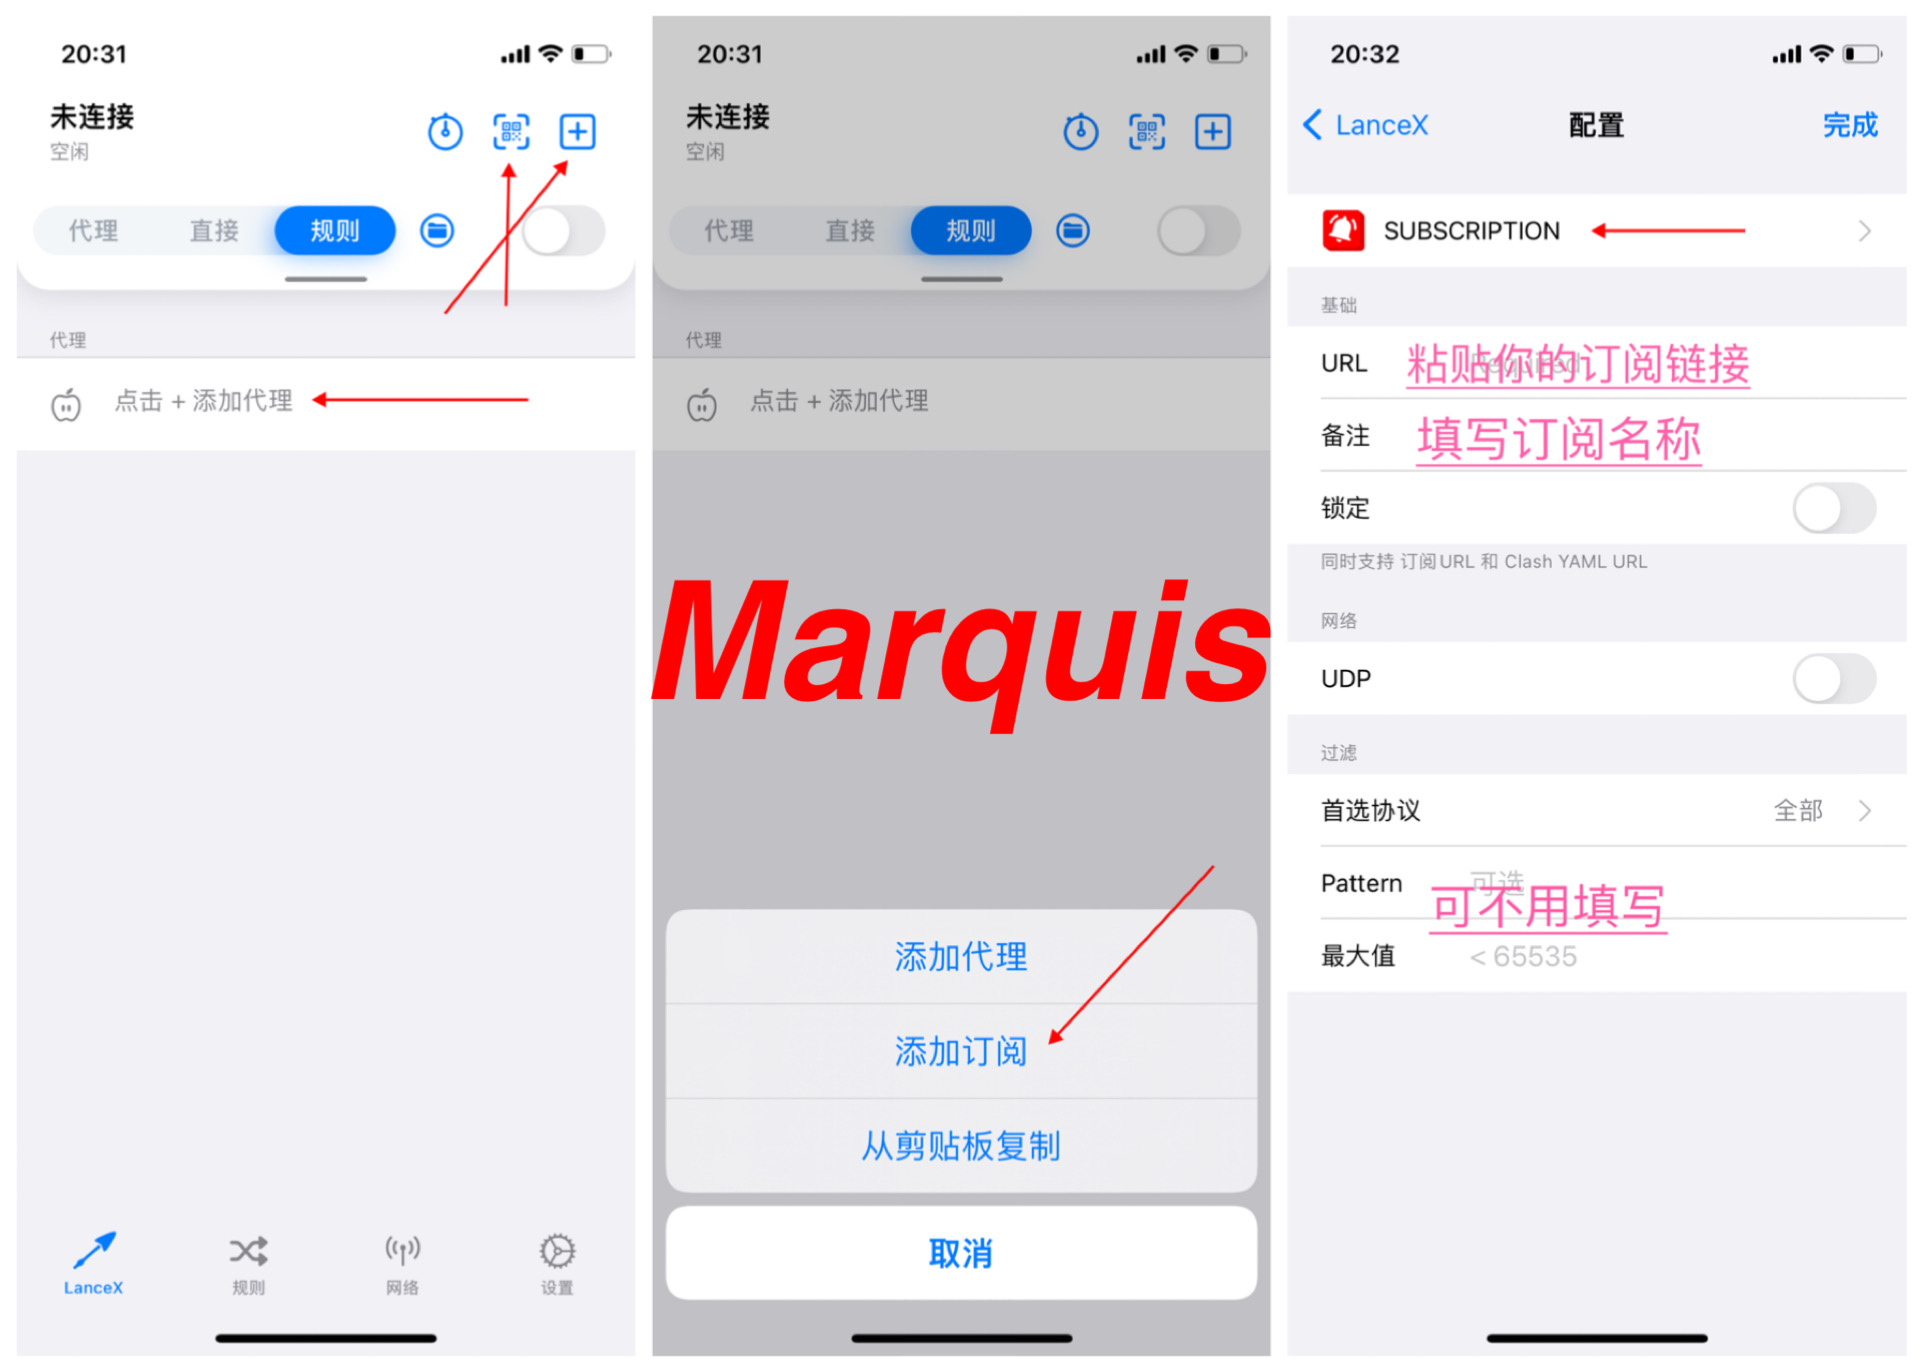 20:31
未连接
空闲
代理 直接 规则
代理
点击 + 添加代理
LanceX 规则 网络 设置
20:31
未连接
空闲
代理 直接 规则
代理
点击 + 添加代理
Marquis
添加代理
添加订阅
从剪贴板复制
取消
20:32
LanceX 配置 完成
SUBSCRIPTION
基础
URL Required 粘贴你的订阅链接
备注 填写订阅名称
锁定
同时支持 订阅URL 和 Clash YAML URL
网络
UDP
过滤
首选协议 全部
Pattern 可选
可不用填写
最大值 < 65535